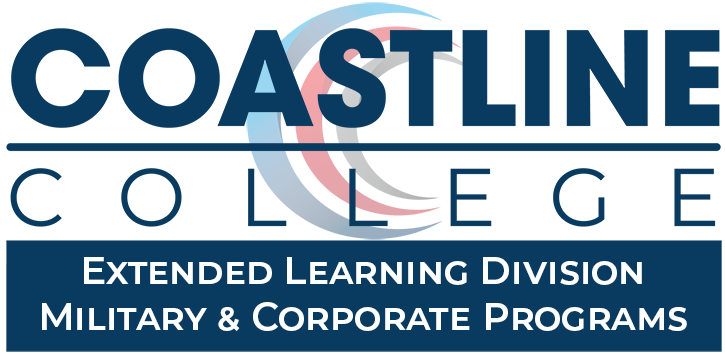 COASTLINE
COLLEGE
EXTENDED LEARNING DIVISION
MILITARY & CORPORATE PROGRAMS